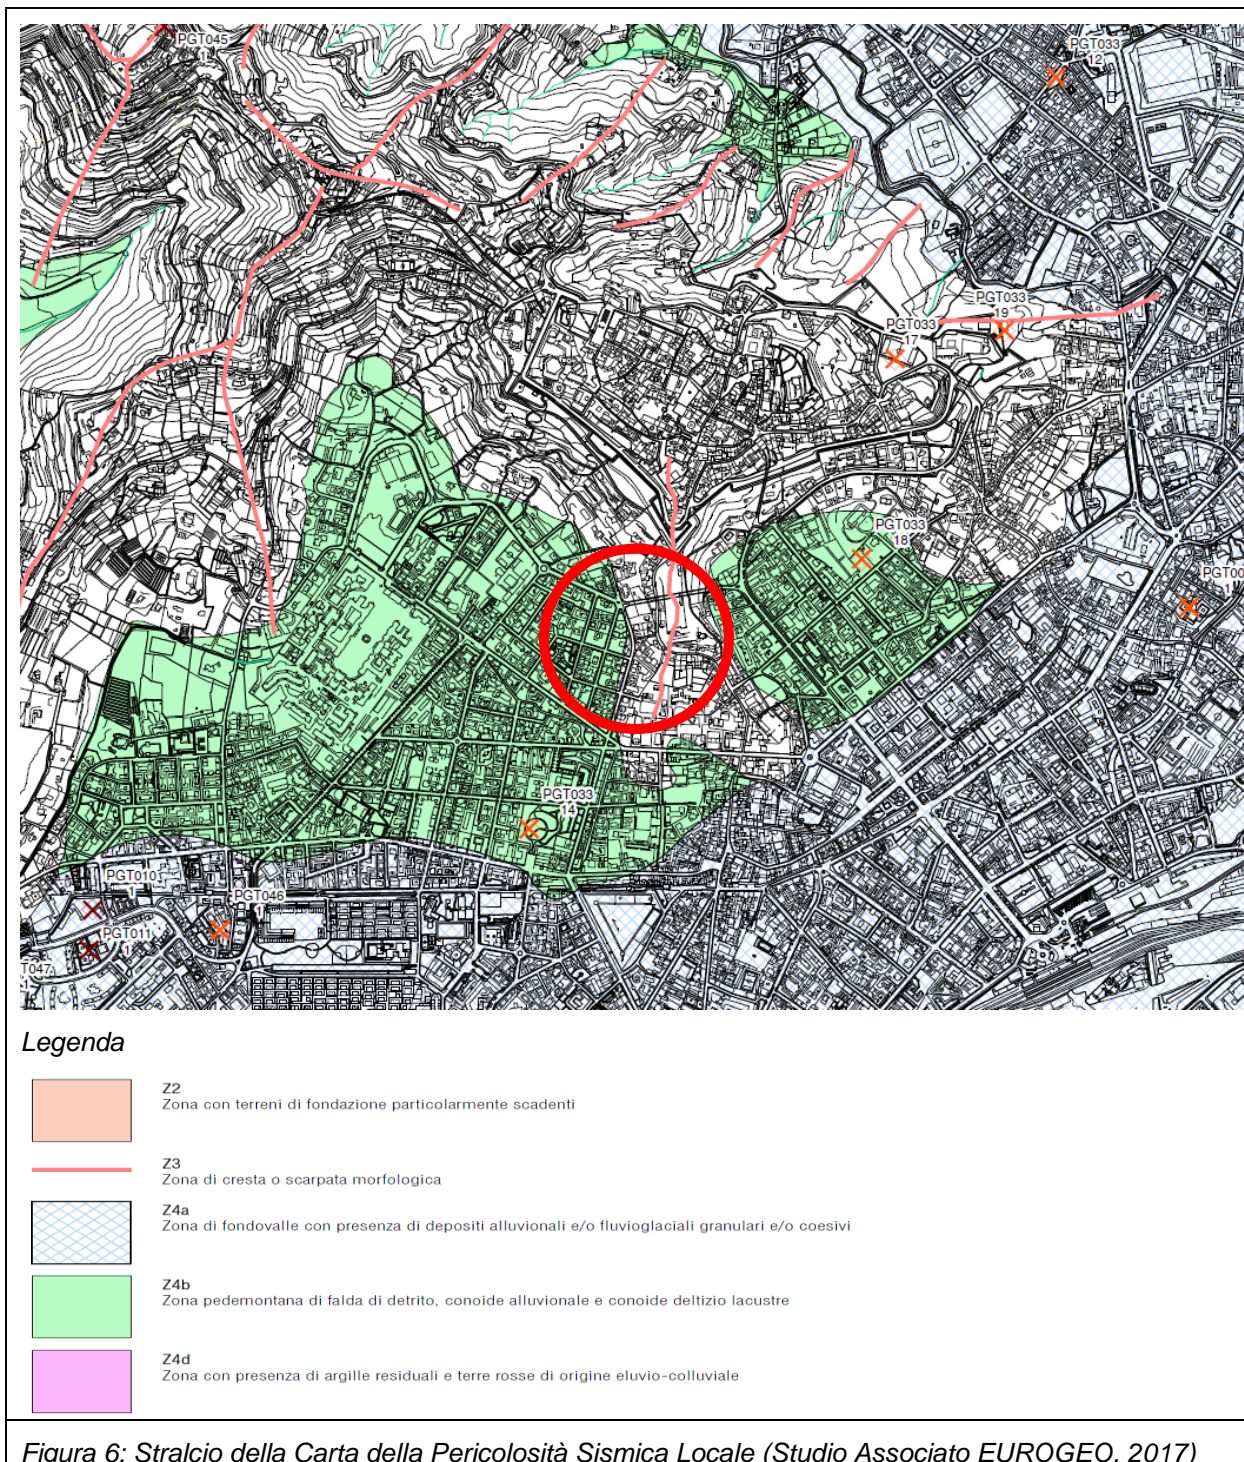 PGT045
1
PGT033
12
PGT033
19
PGT033
17
PGT033
18
PGT00
1
PGT033
14
PGT010
1
PGT046
1
PGT011
1
T047
1
Legenda
Z2
Zona con terreni di fondazione particolarmente scadenti
Z3
Zona di cresta o scarpata morfologica
Z4a
Zona di fondovalle con presenza di depositi alluvionali e/o fluvioglaciali granulari e/o coesivi
Z4b
Zona pedemontana di falda di detrito, conoide alluvionale e conoide deltizio lacustre
Z4d
Zona con presenza di argille residuali e terre rosse di origine eluvio-colluviale
Figura 6: Stralcio della Carta della Pericolosità Sismica Locale (Studio Associato EUROGEO, 2017)